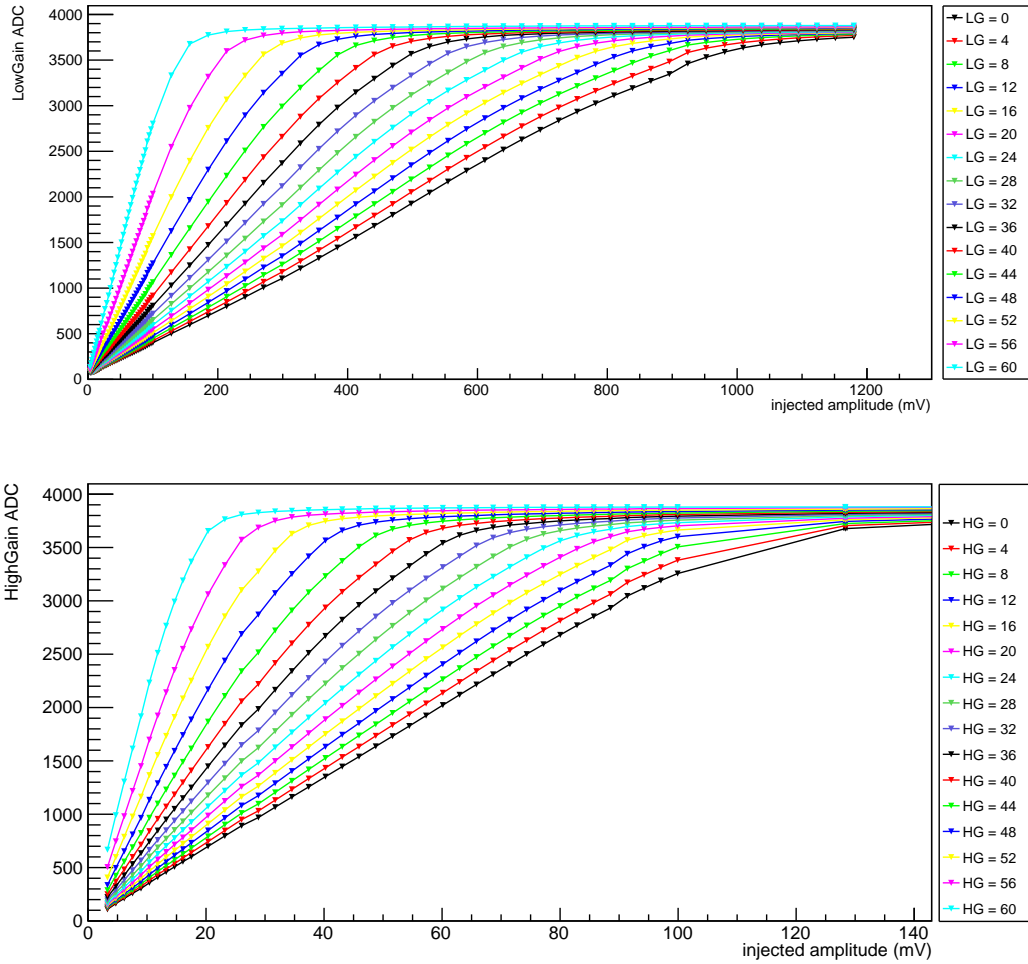 LowGain ADC
4000
3500
3000
2500
2000
1500
1000
500
0
0 200 400 600 800 1000 1200
injected amplitude (mV)
LG = 0
LG = 4
LG = 8
LG = 12
LG = 16
LG = 20
LG = 24
LG = 28
LG = 32
LG = 36
LG = 40
LG = 44
LG = 48
LG = 52
LG = 56
LG = 60
HighGain ADC
4000
3500
3000
2500
2000
1500
1000
500
0
0 20 40 60 80 100 120 140
injected amplitude (mV)
HG = 0
HG = 4
HG = 8
HG = 12
HG = 16
HG = 20
HG = 24
HG = 28
HG = 32
HG = 36
HG = 40
HG = 44
HG = 48
HG = 52
HG = 56
HG = 60